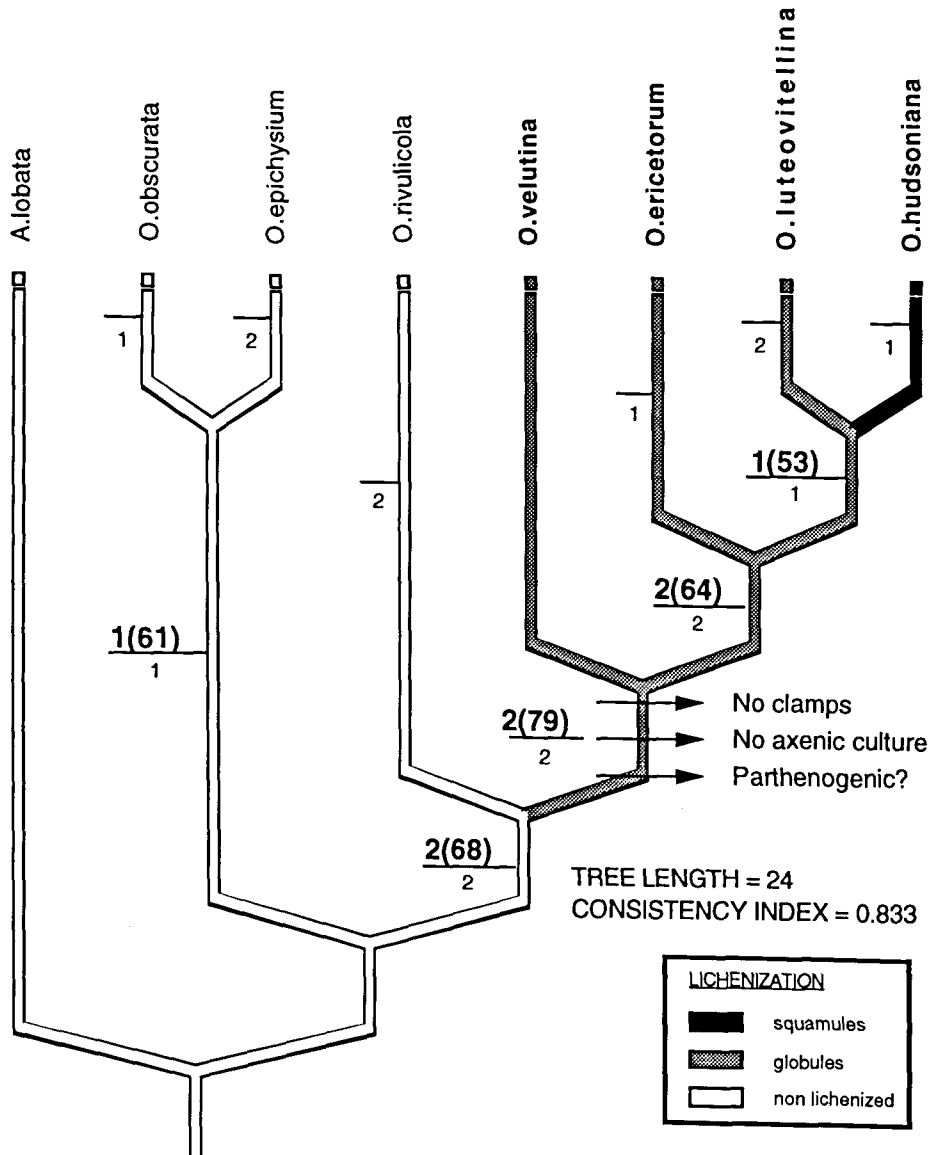 A.lobata
O.obscurata
O.epichysium
O.rivulicola
O.velutina
O.ericetorum
O.luteovitellina
O.hudsoniana
1
2
2
1
1
2
1(53)
1
2
2(64)
2
1(61)
1
No clamps
2(79)
No axenic culture
2
Parthenogenic?
2(68)
2
TREE LENGTH = 24
CONSISTENCY INDEX = 0.833
LICHENIZATION
squamules
globules
non lichenized